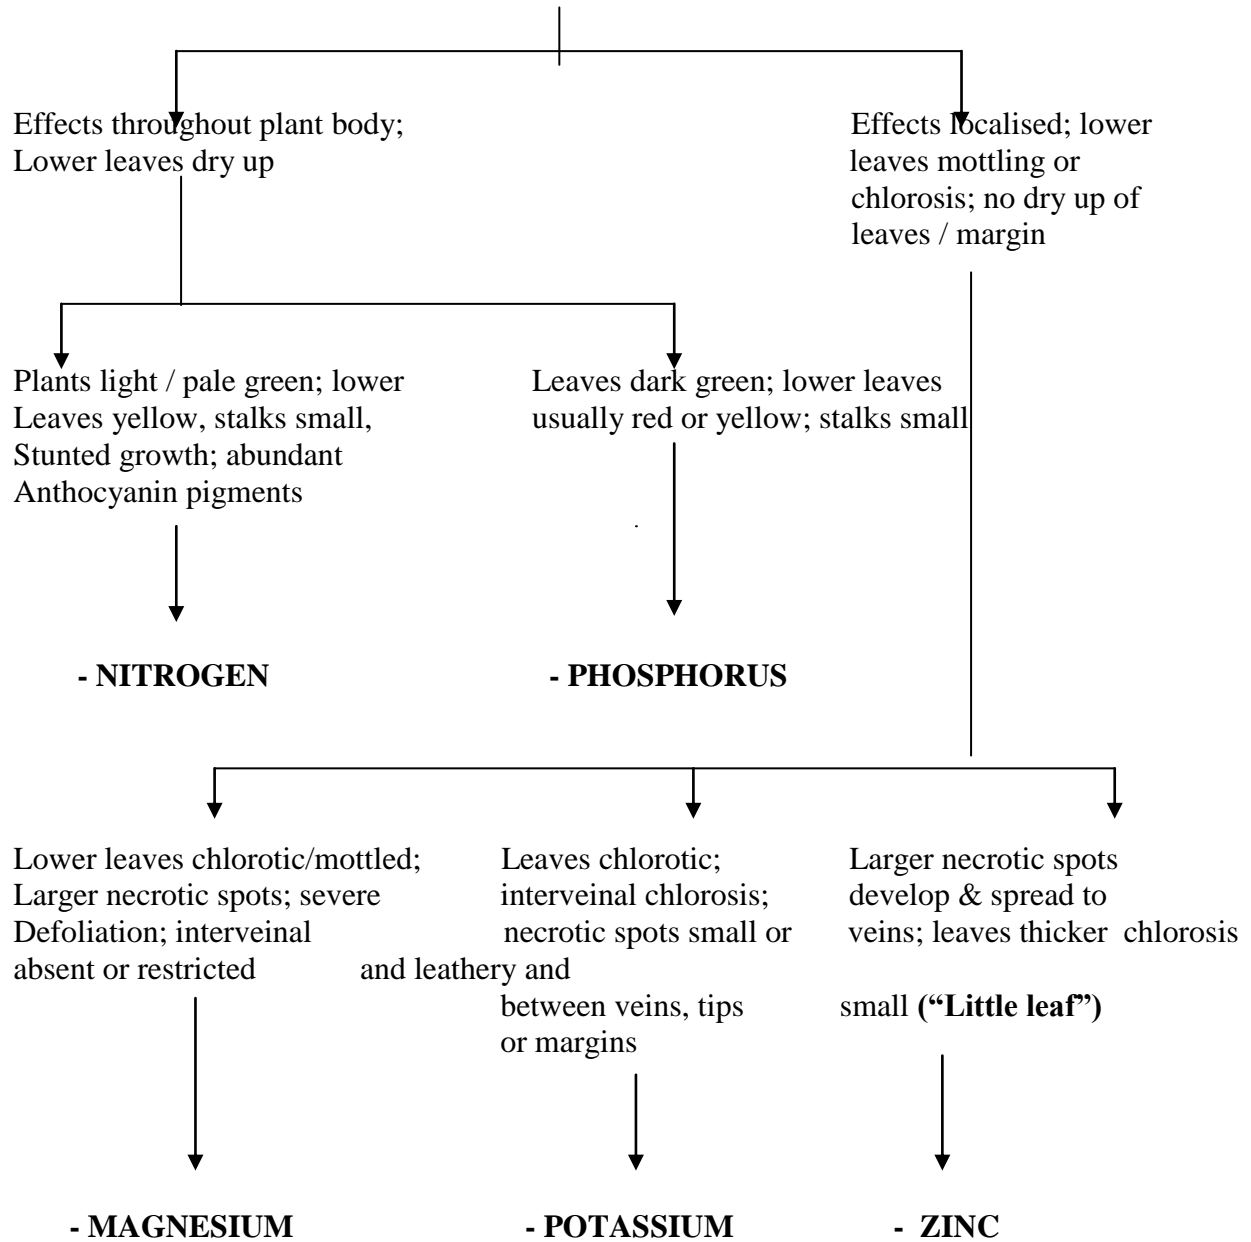 Effects throughout plant body;
Lower leaves dry up
Effects localised; lower
leaves mottling or
chlorosis; no dry up of
leaves / margin
Plants light / pale green; lower
Leaves yellow, stalks small,
Stunted growth; abundant
Anthocyanin pigments
Leaves dark green; lower leaves
usually red or yellow; stalks small
- NITROGEN
- PHOSPHORUS
Lower leaves chlorotic/mottled;
Larger necrotic spots; severe
Defoliation; interveinal
absent or restricted
Leaves chlorotic;
interveinal chlorosis;
necrotic spots small or
and leathery and
between veins, tips
or margins
Larger necrotic spots
develop & spread to
veins; leaves thicker chlorosis
small (“Little leaf”)
- MAGNESIUM
- POTASSIUM
- ZINC